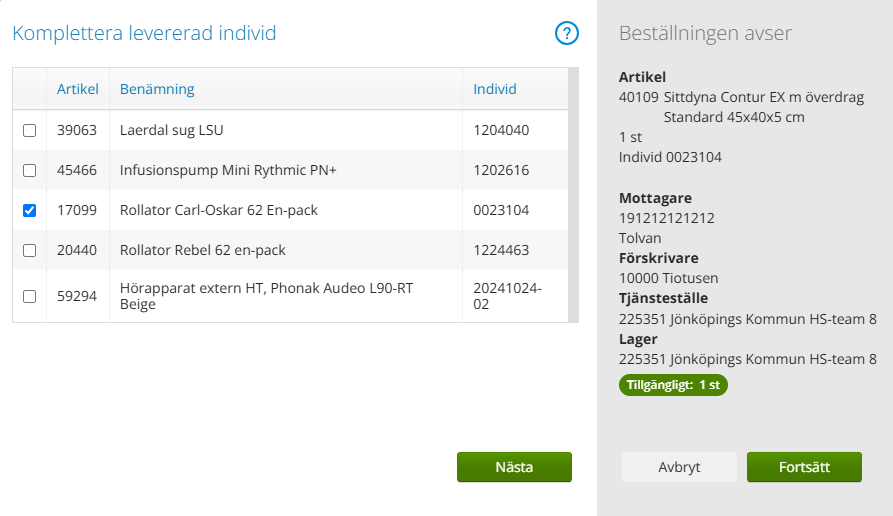 Komplettera levererad individ
?
Artikel Benämning Individ
39063 Laerdal sug LSU 1204040
45466 Infusionspump Mini Rythmic PN+ 1202616
17099 Rollator Carl-Oskar 62 En-pack 0023104
20440 Rollator Rebel 62 en-pack 1224463
59294 Hörapparat extern HT, Phonak Audeo L90-RT Beige 20241024-02
Nästa
Beställningen avser
Artikel
40109 Sittdyna Contur EX m överdrag
Standard 45x40x5 cm
1 st
Individ 0023104
Mottagare
191212121212
Tolvan
Förskrivare
10000 Tiotusen
Tjänsteställe
225351 Jönköpings Kommun HS-team 8
Lager
225351 Jönköpings Kommun HS-team 8
Tillgängligt: 1 st
Avbryt Fortsätt